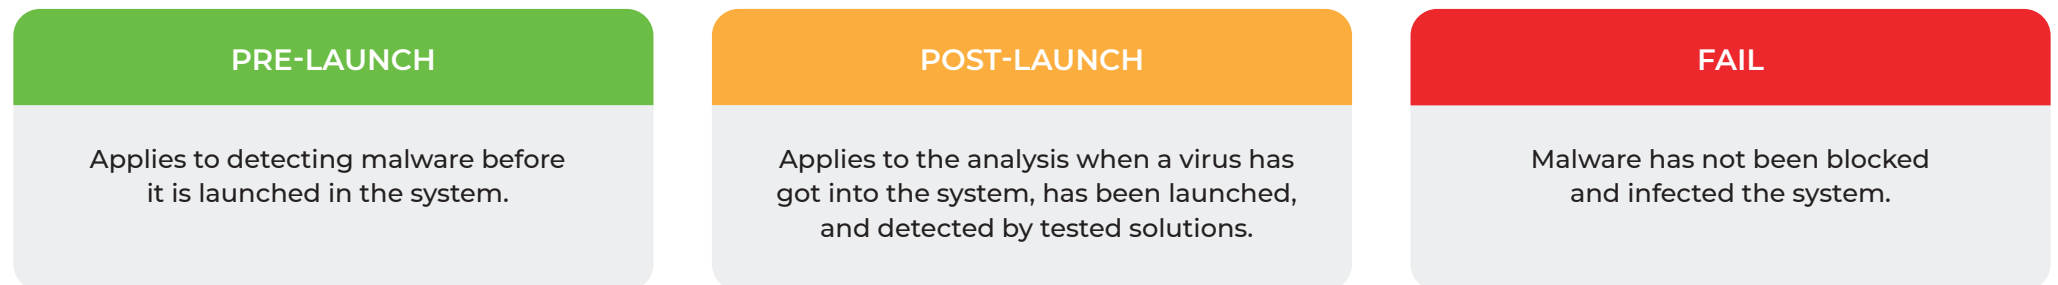 PRE-LAUNCH
Applies to detecting malware before
it is launched in the system.
POST-LAUNCH
Applies to the analysis when a virus has
got into the system, has been launched,
and detected by tested solutions.
FAIL
Malware has not been blocked
and infected the system.